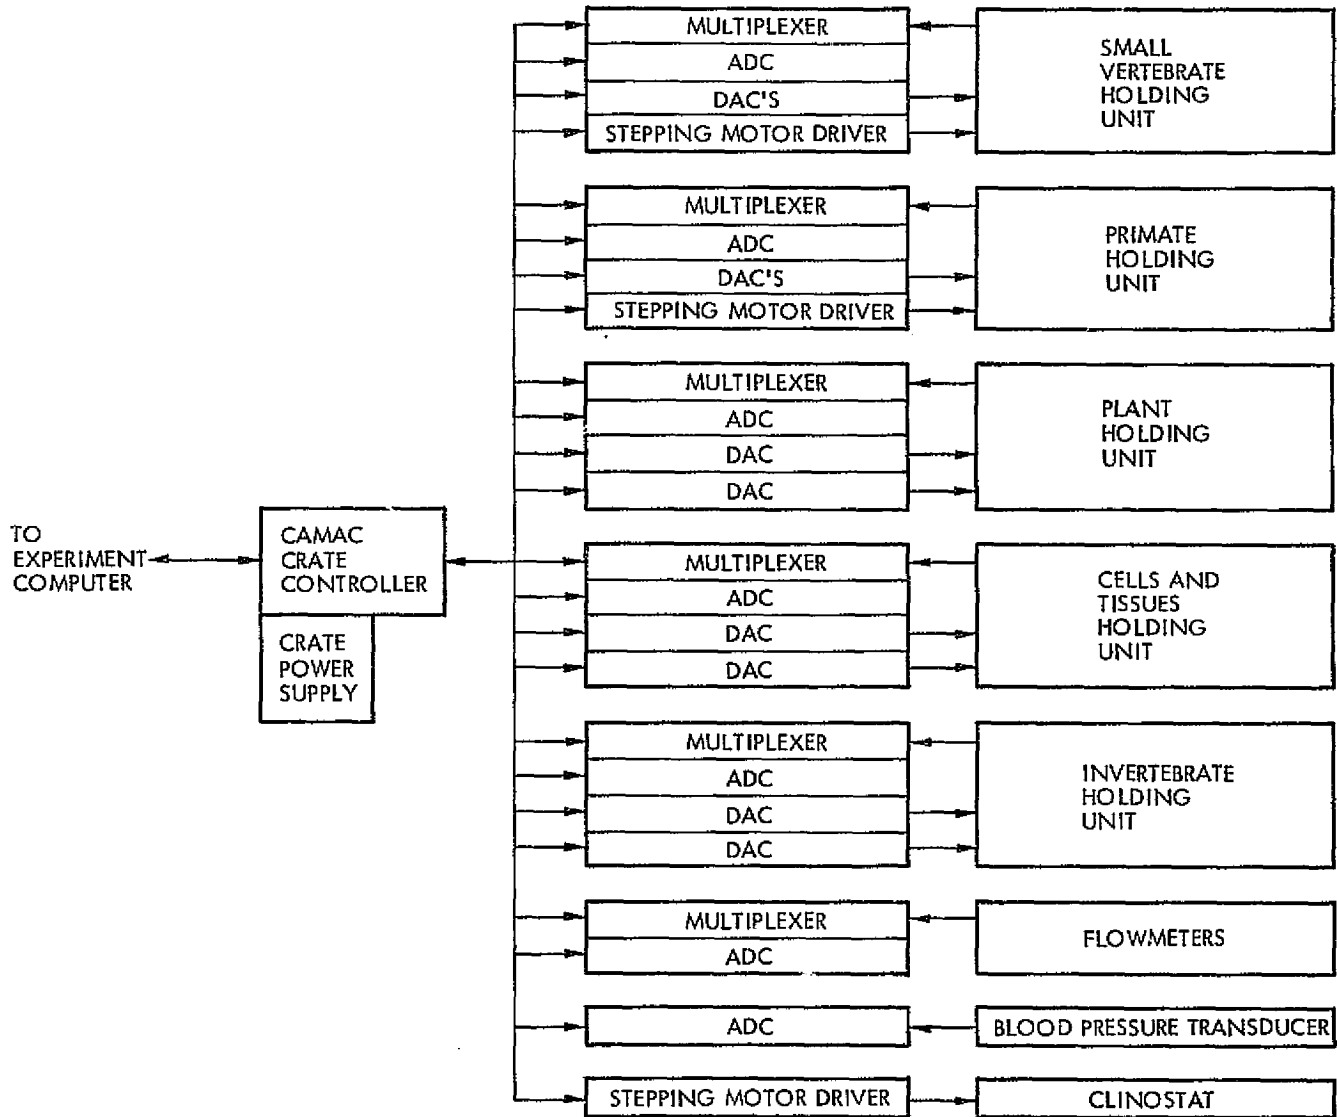 TO
EXPERIMENT
COMPUTER
CAMAC
CRATE
CONTROLLER
CRATE
POWER
SUPPLY
MULTIPLEXER
ADC
DAC'S
STEPPING MOTOR DRIVER
SMALL
VERTEBRATE
HOLDING
UNIT
MULTIPLEXER
ADC
DAC'S
STEPPING MOTOR DRIVER
PRIMATE
HOLDING
UNIT
MULTIPLEXER
ADC
DAC
DAC
PLANT
HOLDING
UNIT
MULTIPLEXER
ADC
DAC
DAC
CELLS AND
TISSUES
HOLDING
UNIT
MULTIPLEXER
ADC
DAC
DAC
INVERTEBRATE
HOLDING
UNIT
MULTIPLEXER
ADC
FLOWMETERS
ADC
BLOOD PRESSURE TRANSDUCER
STEPPING MOTOR DRIVER
CLINOSTAT